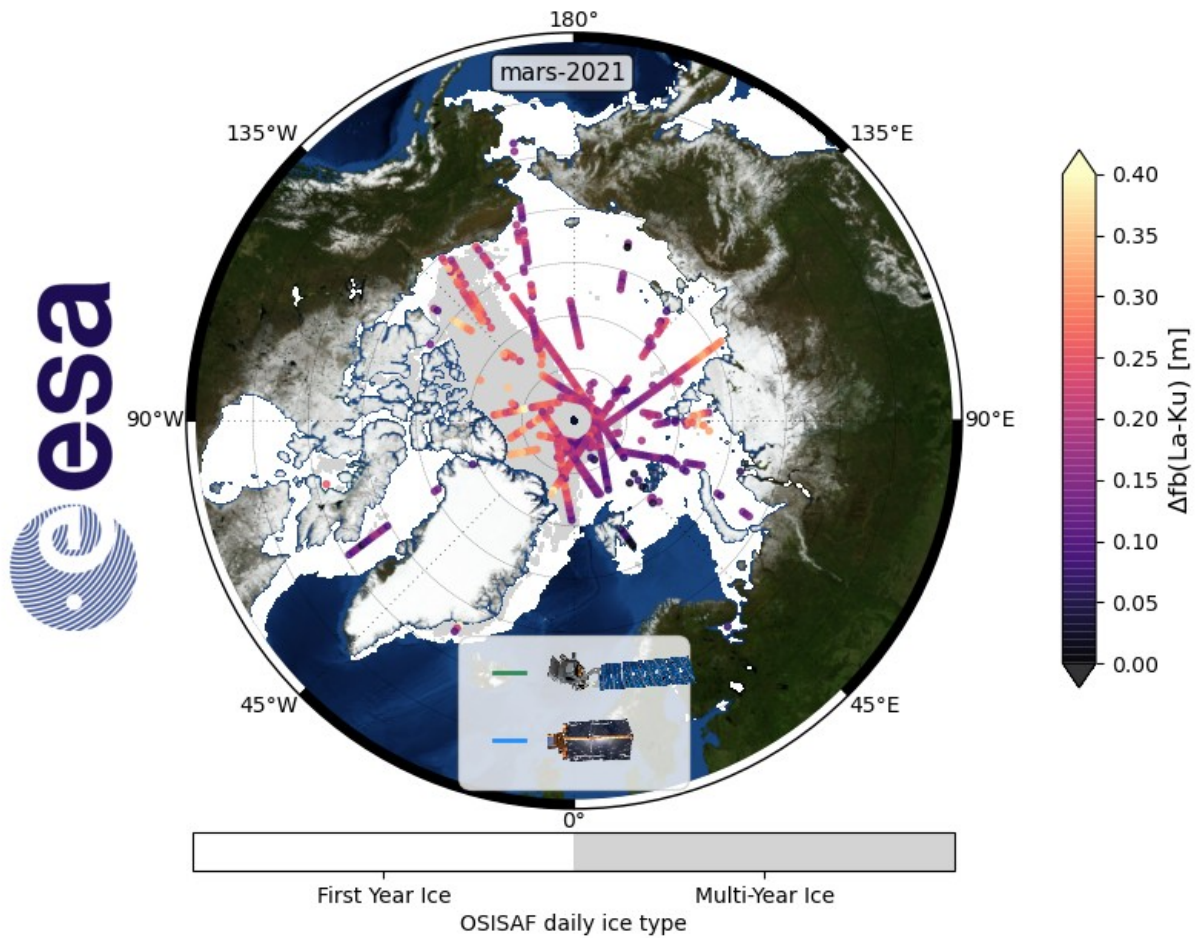 180°
mars-2021
135°W
135°E
90°W
90°E
45°W
45°E
0°
esa
0.40
0.35
0.30
0.25
0.20
0.15
0.10
0.05
0.00
Δfb(La-Ku) [m]
First Year Ice
Multi-Year Ice
OSISAF daily ice type